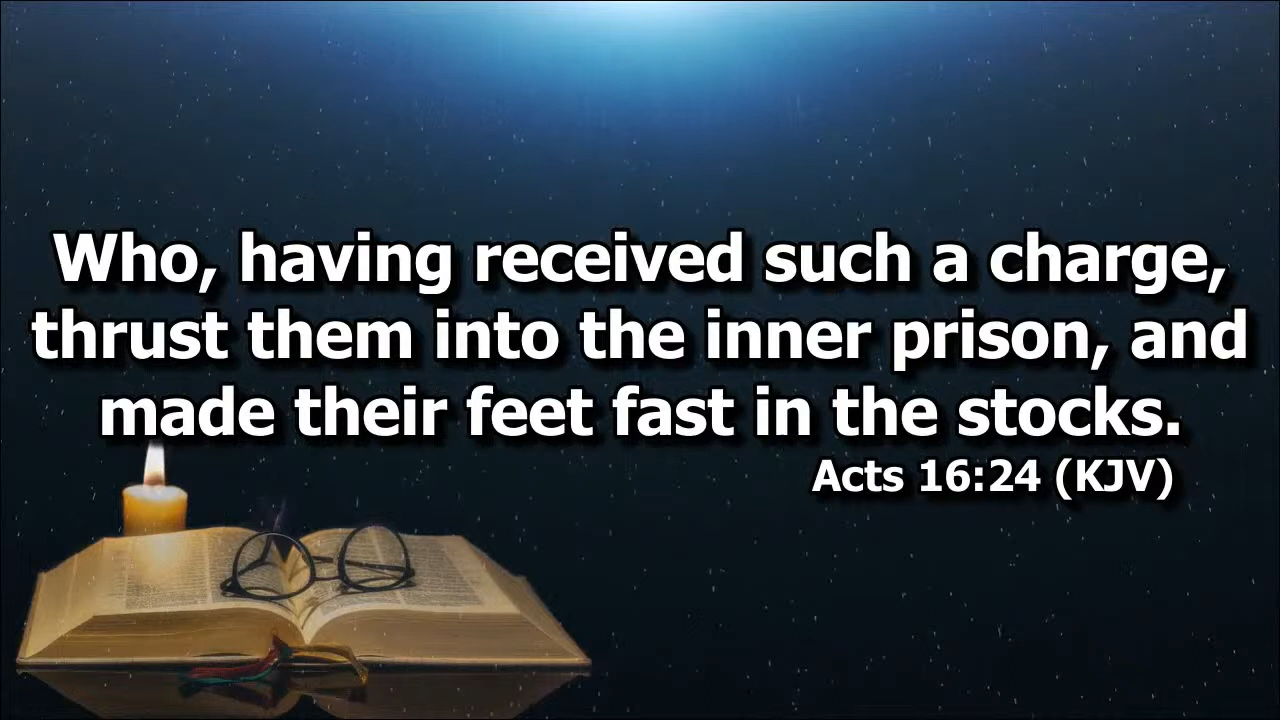 Who, having received such a charge,
thrust them into the inner prison, and
made their feet fast in the stocks.
Acts 16:24 (KJV)